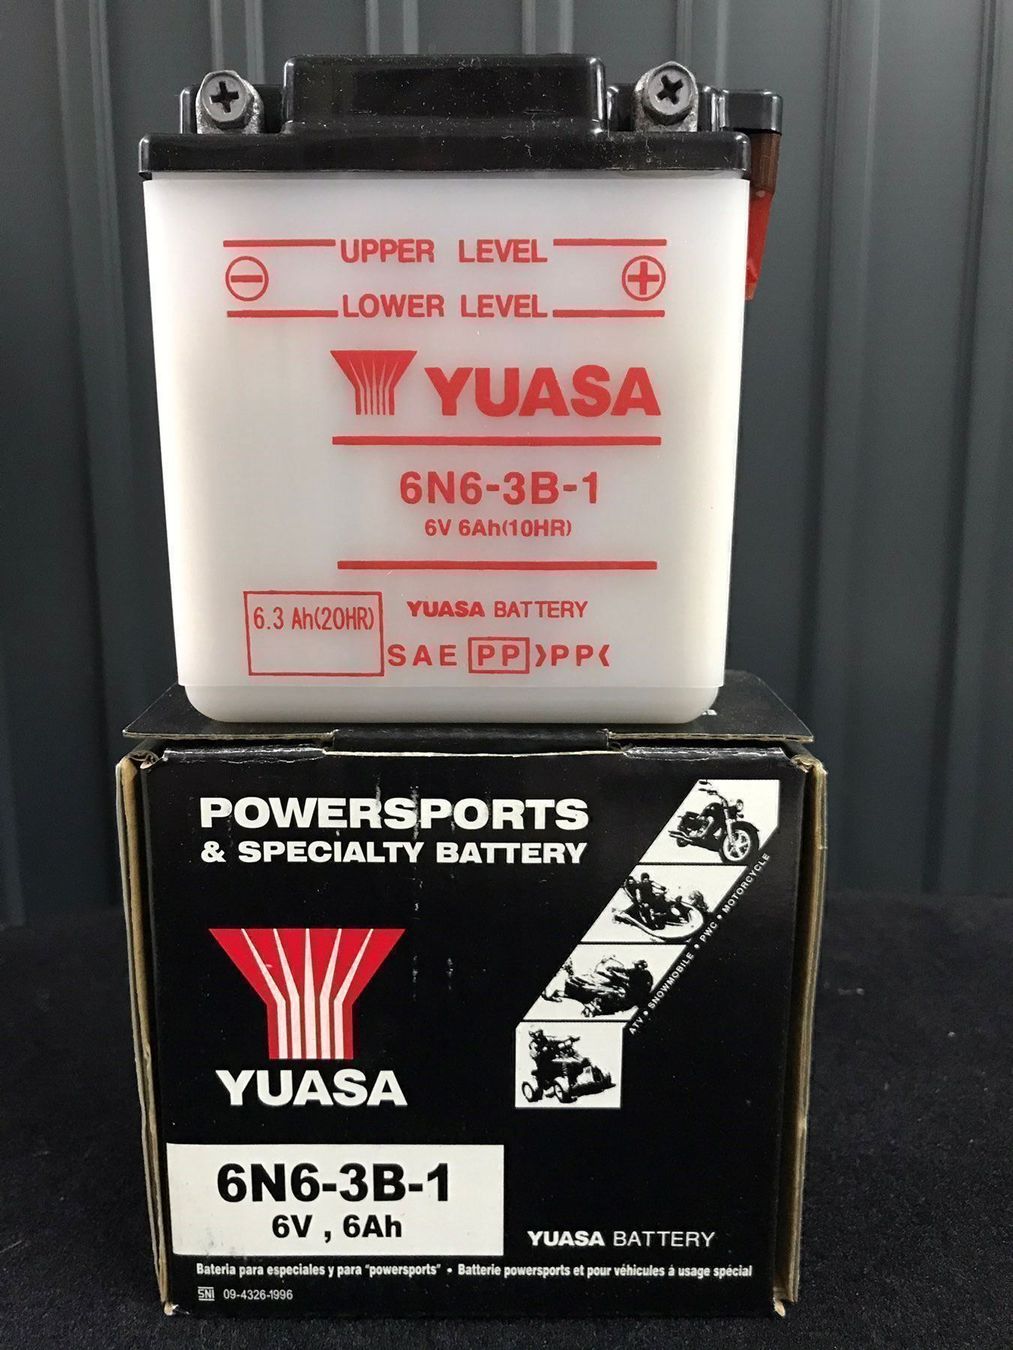 UPPER LEVEL
LOWER LEVEL
YUASA
6N6-3B-1
6V 6Ah(10HR)
6.3 Ah(20HR)
YUASA BATTERY
SAE PP >PP<
POWERSPORTS
& SPECIALTY BATTERY
ATV • SNOWMOBILE • PWC • MOTORCYCLE
YUASA
6N6-3B-1
6V , 6Ah
YUASA BATTERY
Bateria para especiales y para "powersports" • Batterie powersports et pour véhicules á usage spécial
SNI 09-4326-1996